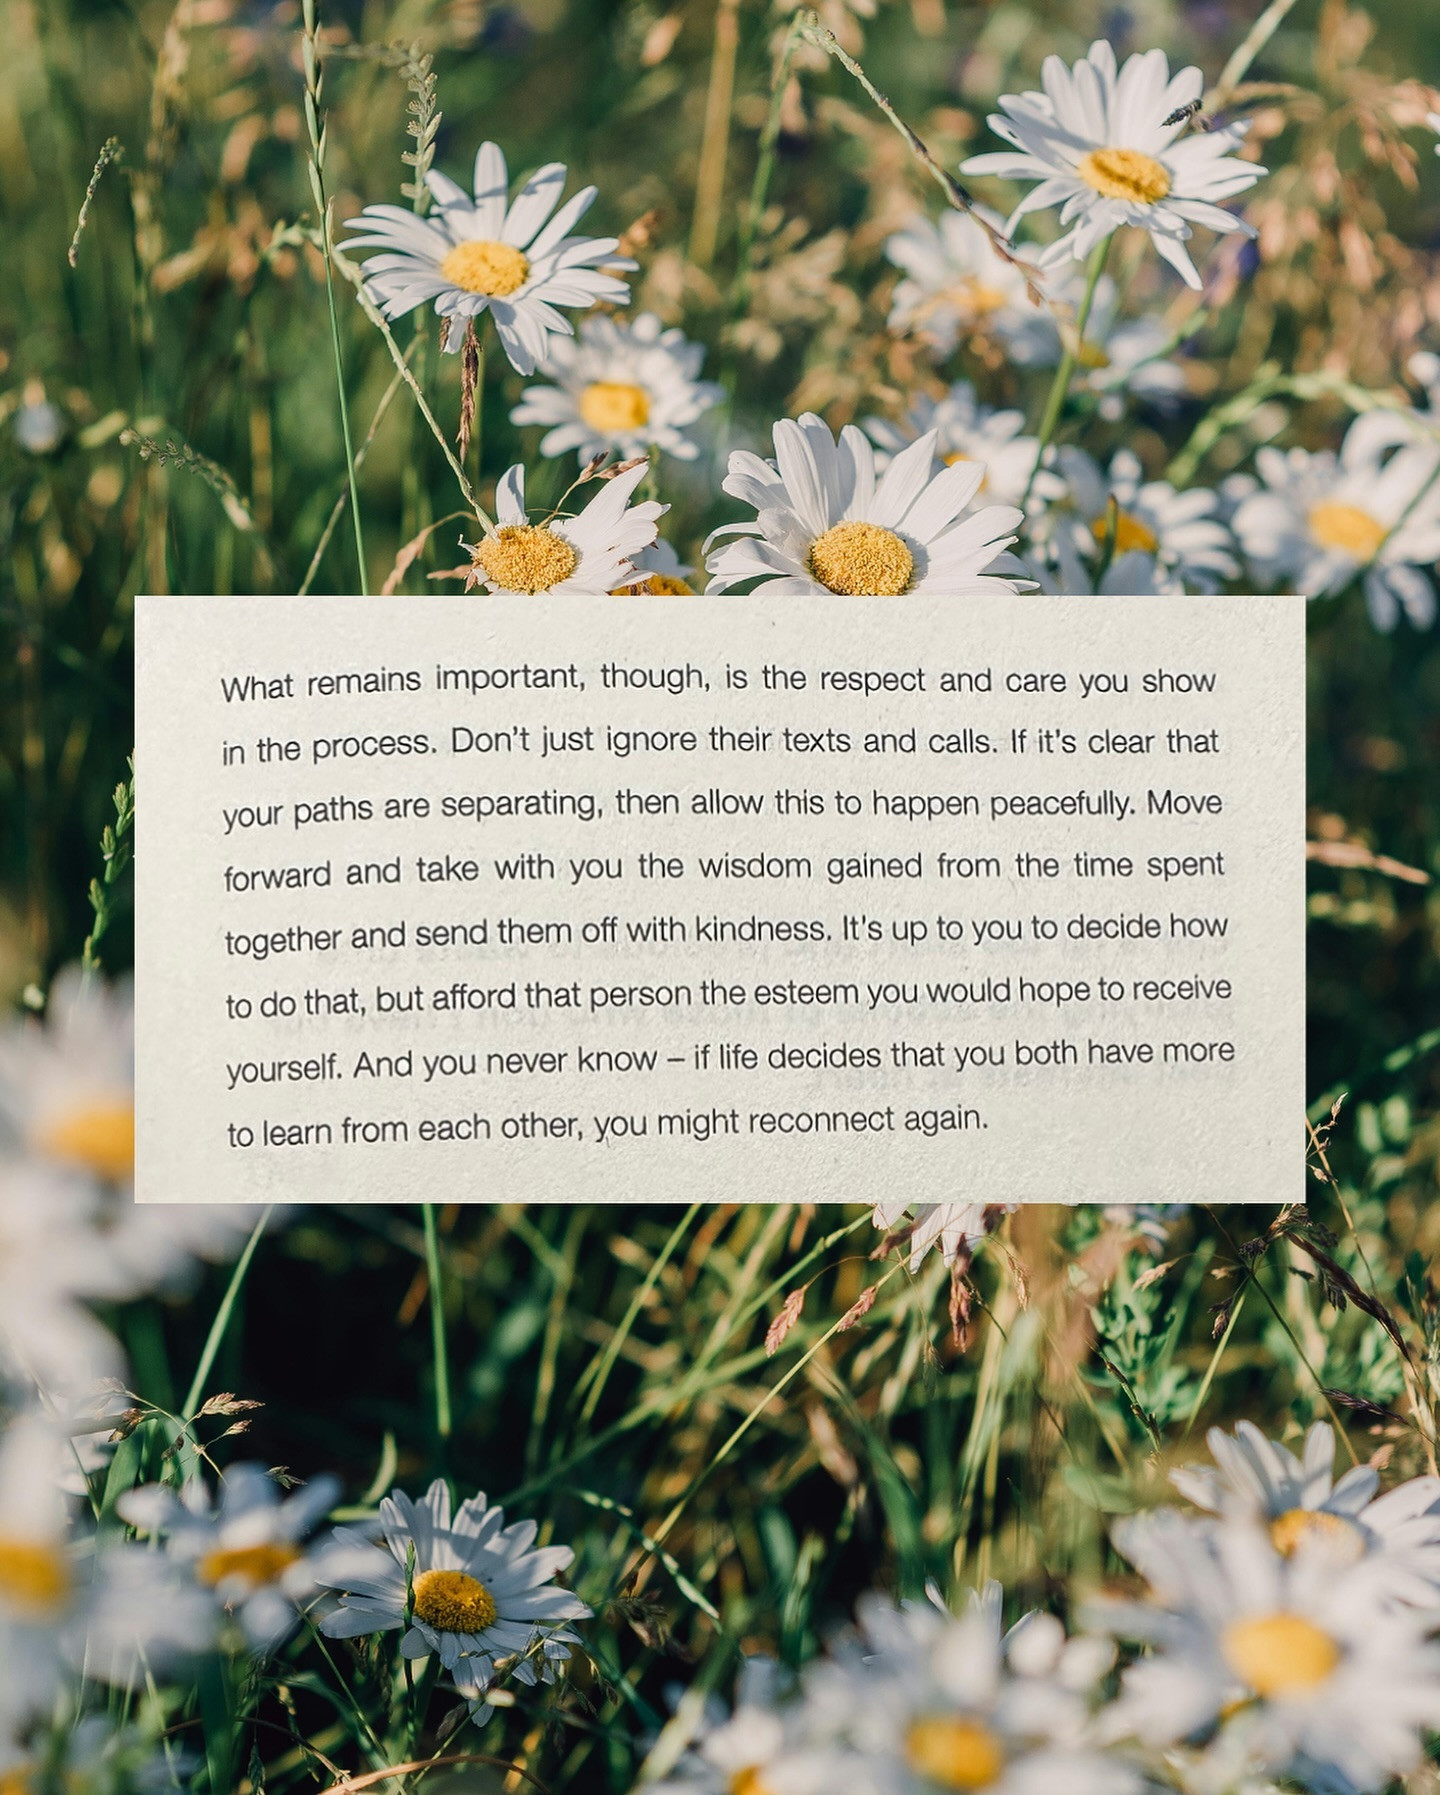 What remains important, though, is the respect and care you show
in the process. Don’t just ignore their texts and calls. If it’s clear that
your paths are separating, then allow this to happen peacefully. Move
forward and take with you the wisdom gained from the time spent
together and send them off with kindness. It’s up to you to decide how
to do that, but afford that person the esteem you would hope to receive
yourself. And you never know – if life decides that you both have more
to learn from each other, you might reconnect again.